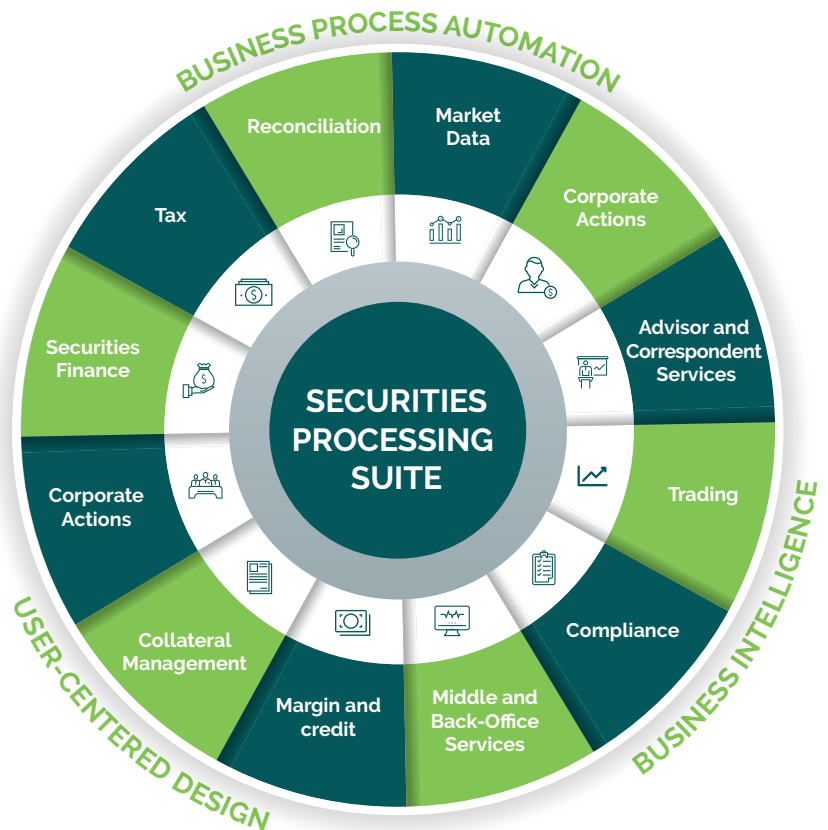 BUSINESS PROCESS AUTOMATION
Market
Data
Corporate
Actions
Advisor and
Correspondent
Services
Trading
Compliance
Middle and
Back-Office
Services
Margin and
credit
Collateral
Management
Corporate
Actions
Securities
Finance
Tax
Reconciliation
SECURITIES
PROCESSING
SUITE
BUSINESS INTELLIGENCE
USER-CENTERED DESIGN